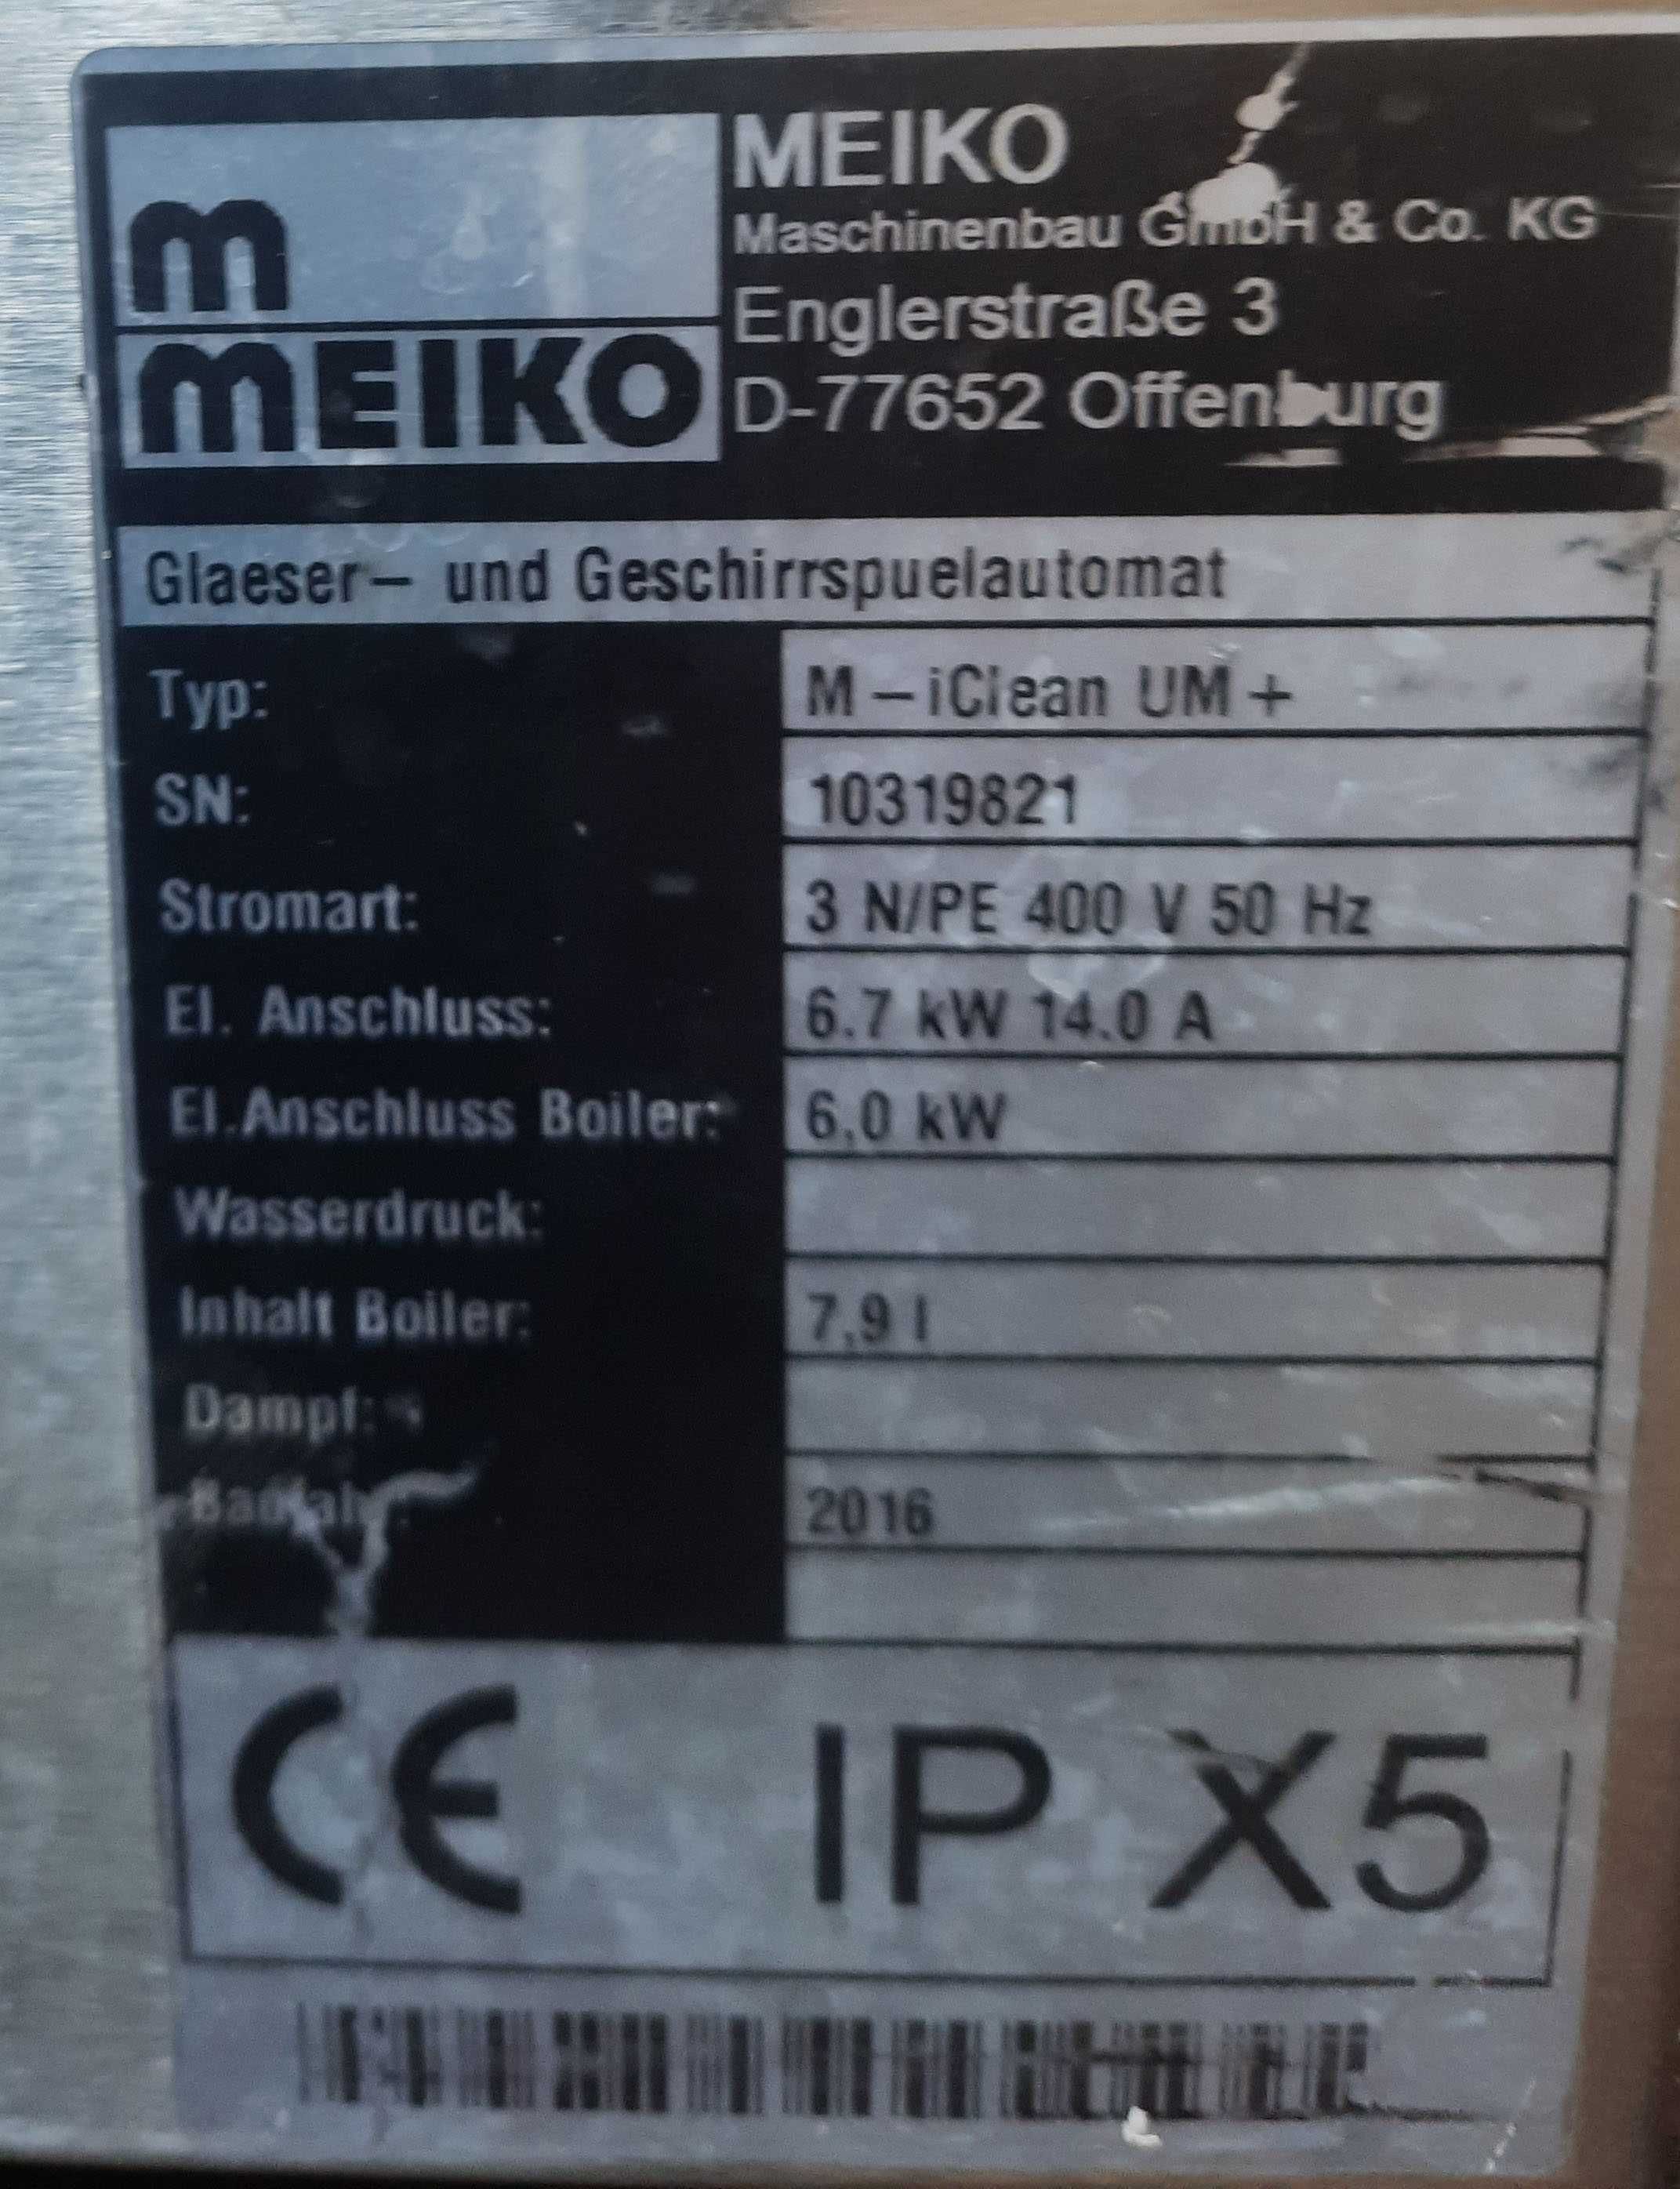 m
MEIKO
MEIKO
Maschinenbau GmbH & Co. KG
Englerstraße 3
D-77652 Offenburg
Glaeser- und Geschirrspuelautomat
Typ: M-iClean UM+
SN: 10319821
Stromart: 3 N/PE 400 V 50 Hz
El. Anschluss: 6.7 kW 14.0 A
El.Anschluss Boiler: 6,0 kW
Wasserdruck:
Inhalt Boiler: 7,9 l
Dampf:
Baujahr: 2016
CE IP X5